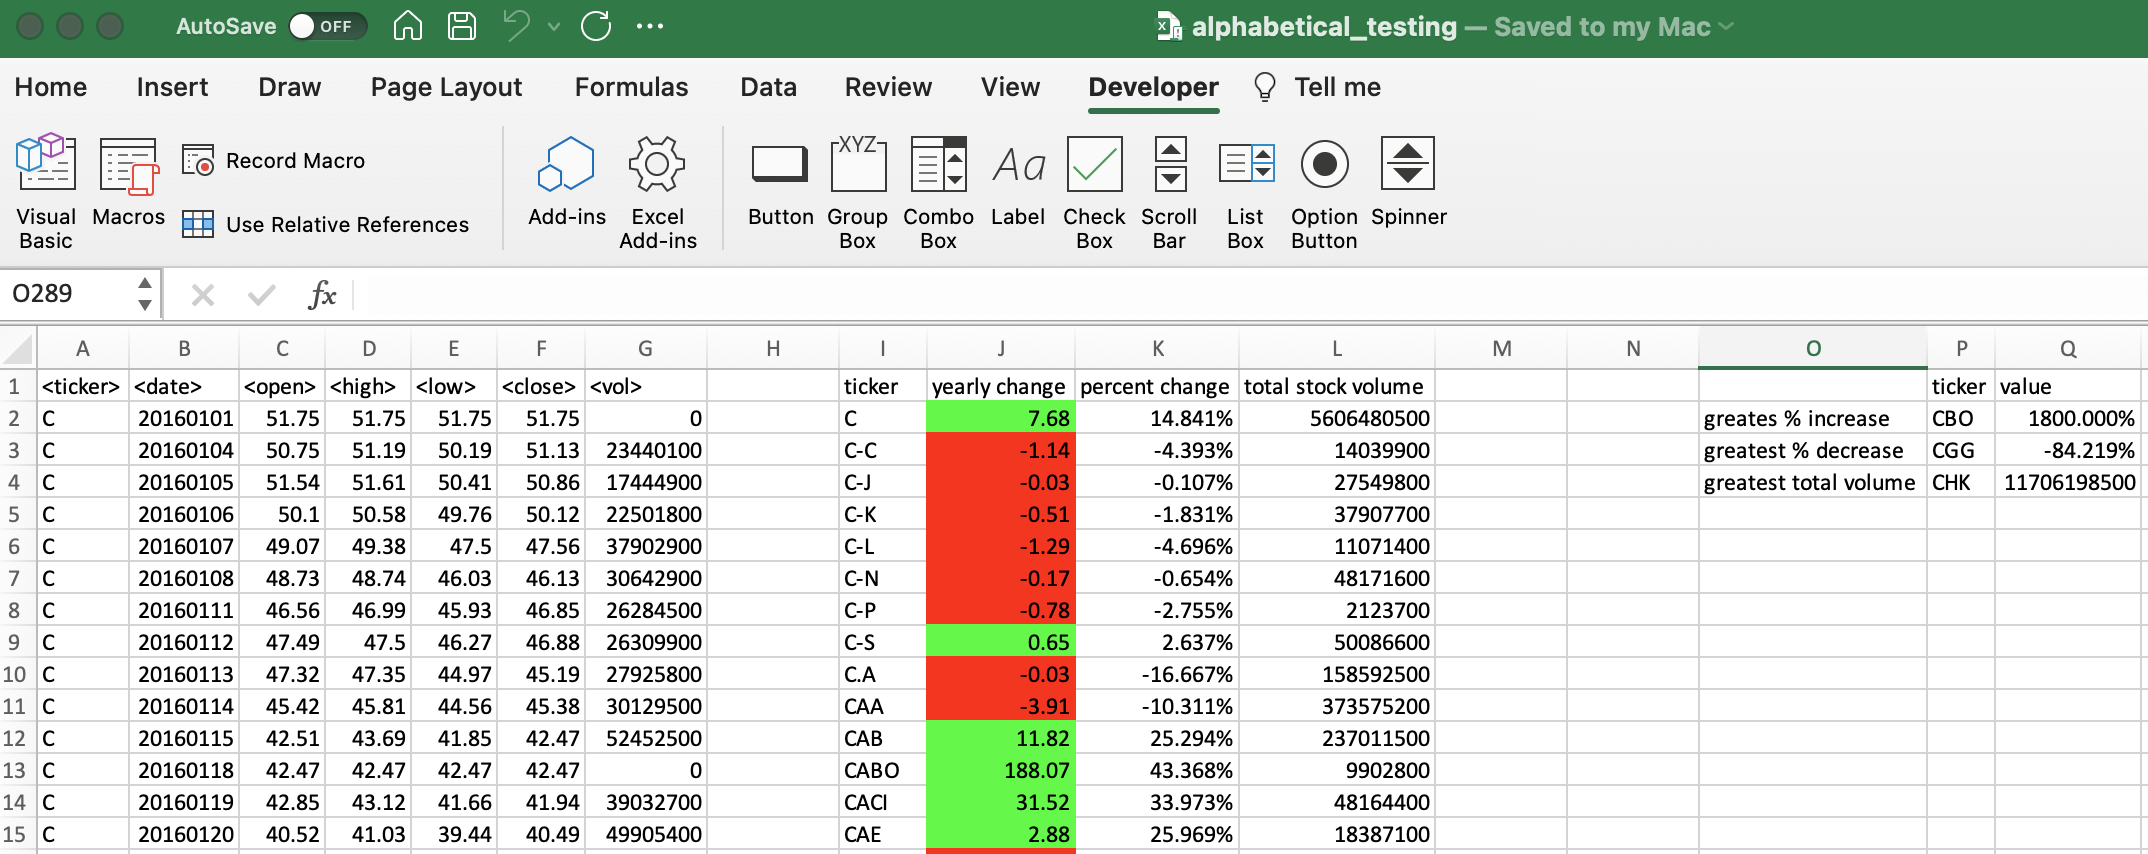 AutoSave OFF alphabetical_testing — Saved to my Mac
Home Insert Draw Page Layout Formulas Data Review View Developer Tell me
Visual Basic Macros Record Macro Use Relative References Add-ins Excel Add-ins Button XYZ Group Box Combo Box Aa Label Check Box Scroll Bar List Box Option Button Spinner
O289 fx
A B C D E F G H I J K L M N O P Q
1 <ticker> <date> <open> <high> <low> <close> <vol> ticker yearly change percent change total stock volume ticker value
2 C 20160101 51.75 51.75 51.75 51.75 0 C 7.68 14.841% 5606480500 greates % increase CBO 1800.000%
3 C 20160104 50.75 51.19 50.19 51.13 23440100 C-C -1.14 -4.393% 14039900 greatest % decrease CGG -84.219%
4 C 20160105 51.54 51.61 50.41 50.86 17444900 C-J -0.03 -0.107% 27549800 greatest total volume CHK 11706198500
5 C 20160106 50.1 50.58 49.76 50.12 22501800 C-K -0.51 -1.831% 37907700
6 C 20160107 49.07 49.38 47.5 47.56 37902900 C-L -1.29 -4.696% 11071400
7 C 20160108 48.73 48.74 46.03 46.13 30642900 C-N -0.17 -0.654% 48171600
8 C 20160111 46.56 46.99 45.93 46.85 26284500 C-P -0.78 -2.755% 2123700
9 C 20160112 47.49 47.5 46.27 46.88 26309900 C-S 0.65 2.637% 50086600
10 C 20160113 47.32 47.35 44.97 45.19 27925800 C.A -0.03 -16.667% 158592500
11 C 20160114 45.42 45.81 44.56 45.38 30129500 CAA -3.91 -10.311% 373575200
12 C 20160115 42.51 43.69 41.85 42.47 52452500 CAB 11.82 25.294% 237011500
13 C 20160118 42.47 42.47 42.47 42.47 0 CABO 188.07 43.368% 9902800
14 C 20160119 42.85 43.12 41.66 41.94 39032700 CACI 31.52 33.973% 48164400
15 C 20160120 40.52 41.03 39.44 40.49 49905400 CAE 2.88 25.969% 18387100